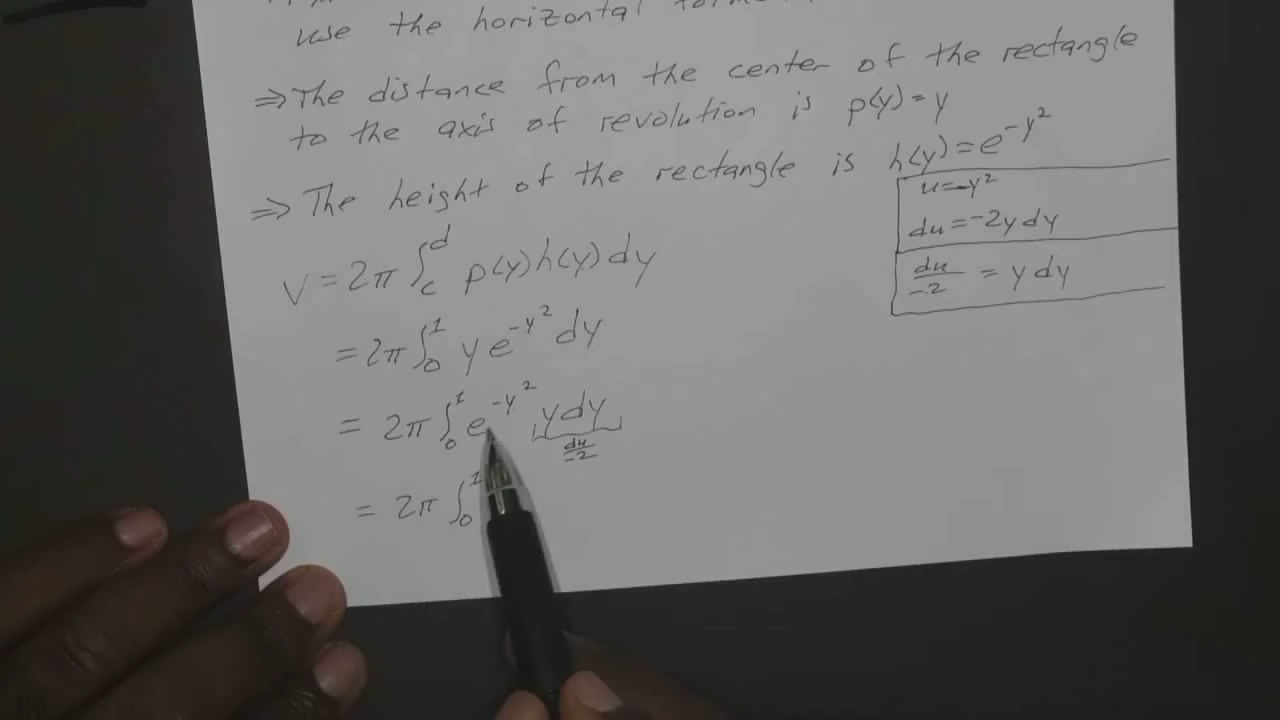 use the horizontal
⇒ The distance from the center of the rectangle
to the axis of revolution is p(y) = y
⇒ The height of the rectangle is h(y) = e^{-y^2}
u = -y^2
du = -2y dy
du/-2 = y dy
V = 2π ∫_c^d p(y)h(y)dy
= 2π ∫_0^1 y e^{-y^2} dy
= 2π ∫_0^1 e^{-y^2} y dy
du/-2
= 2π ∫_0^1